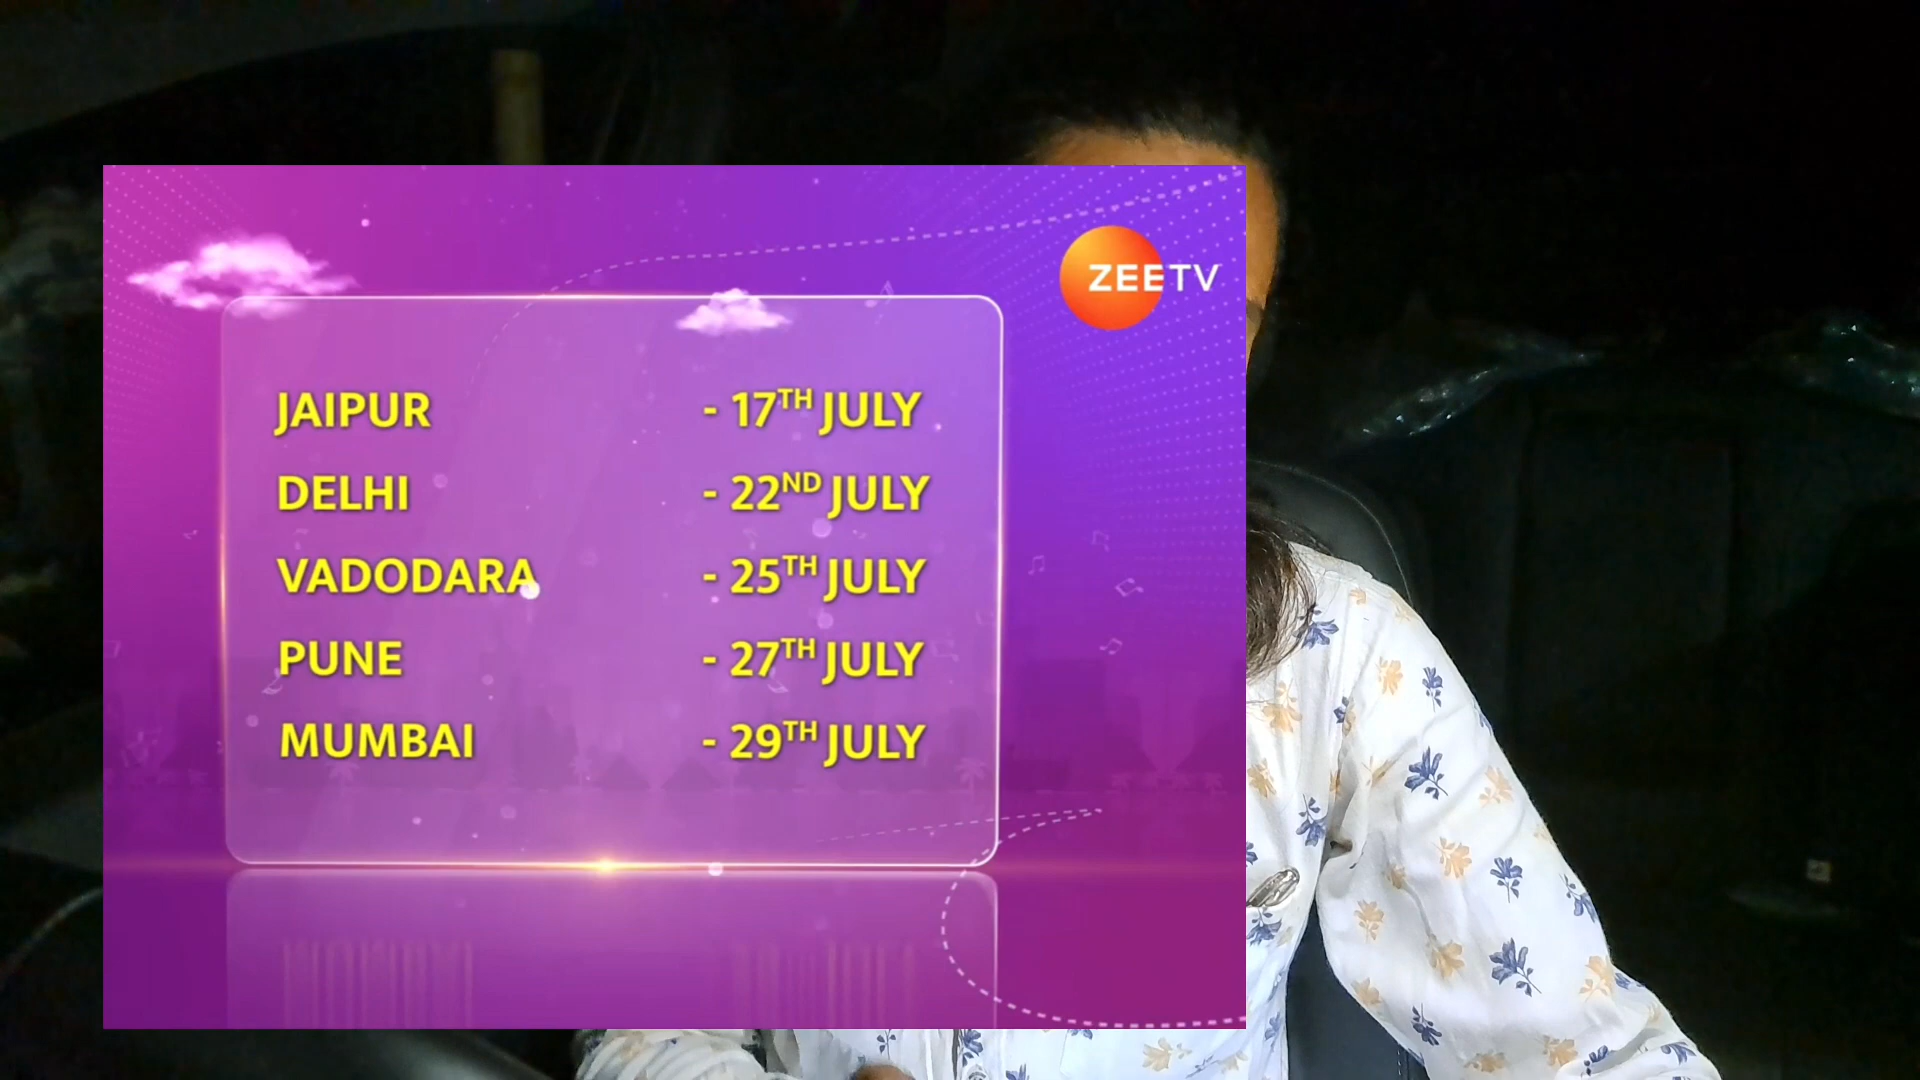 ZEETV
JAIPUR - 17TH JULY
DELHI - 22ND JULY
VADODARA - 25TH JULY
PUNE - 27TH JULY
MUMBAI - 29TH JULY